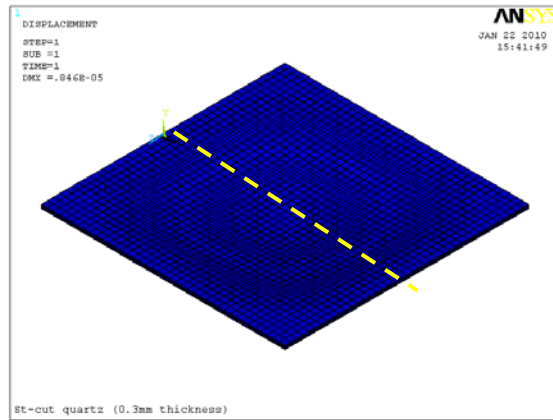 1
DISPLACEMENT
STEP=1
SUB =1
TIME=1
DMX =.846E-05
ANSYS
JAN 22 2010
15:41:49
Y
Z
St-cut quartz (0.3mm thickness)